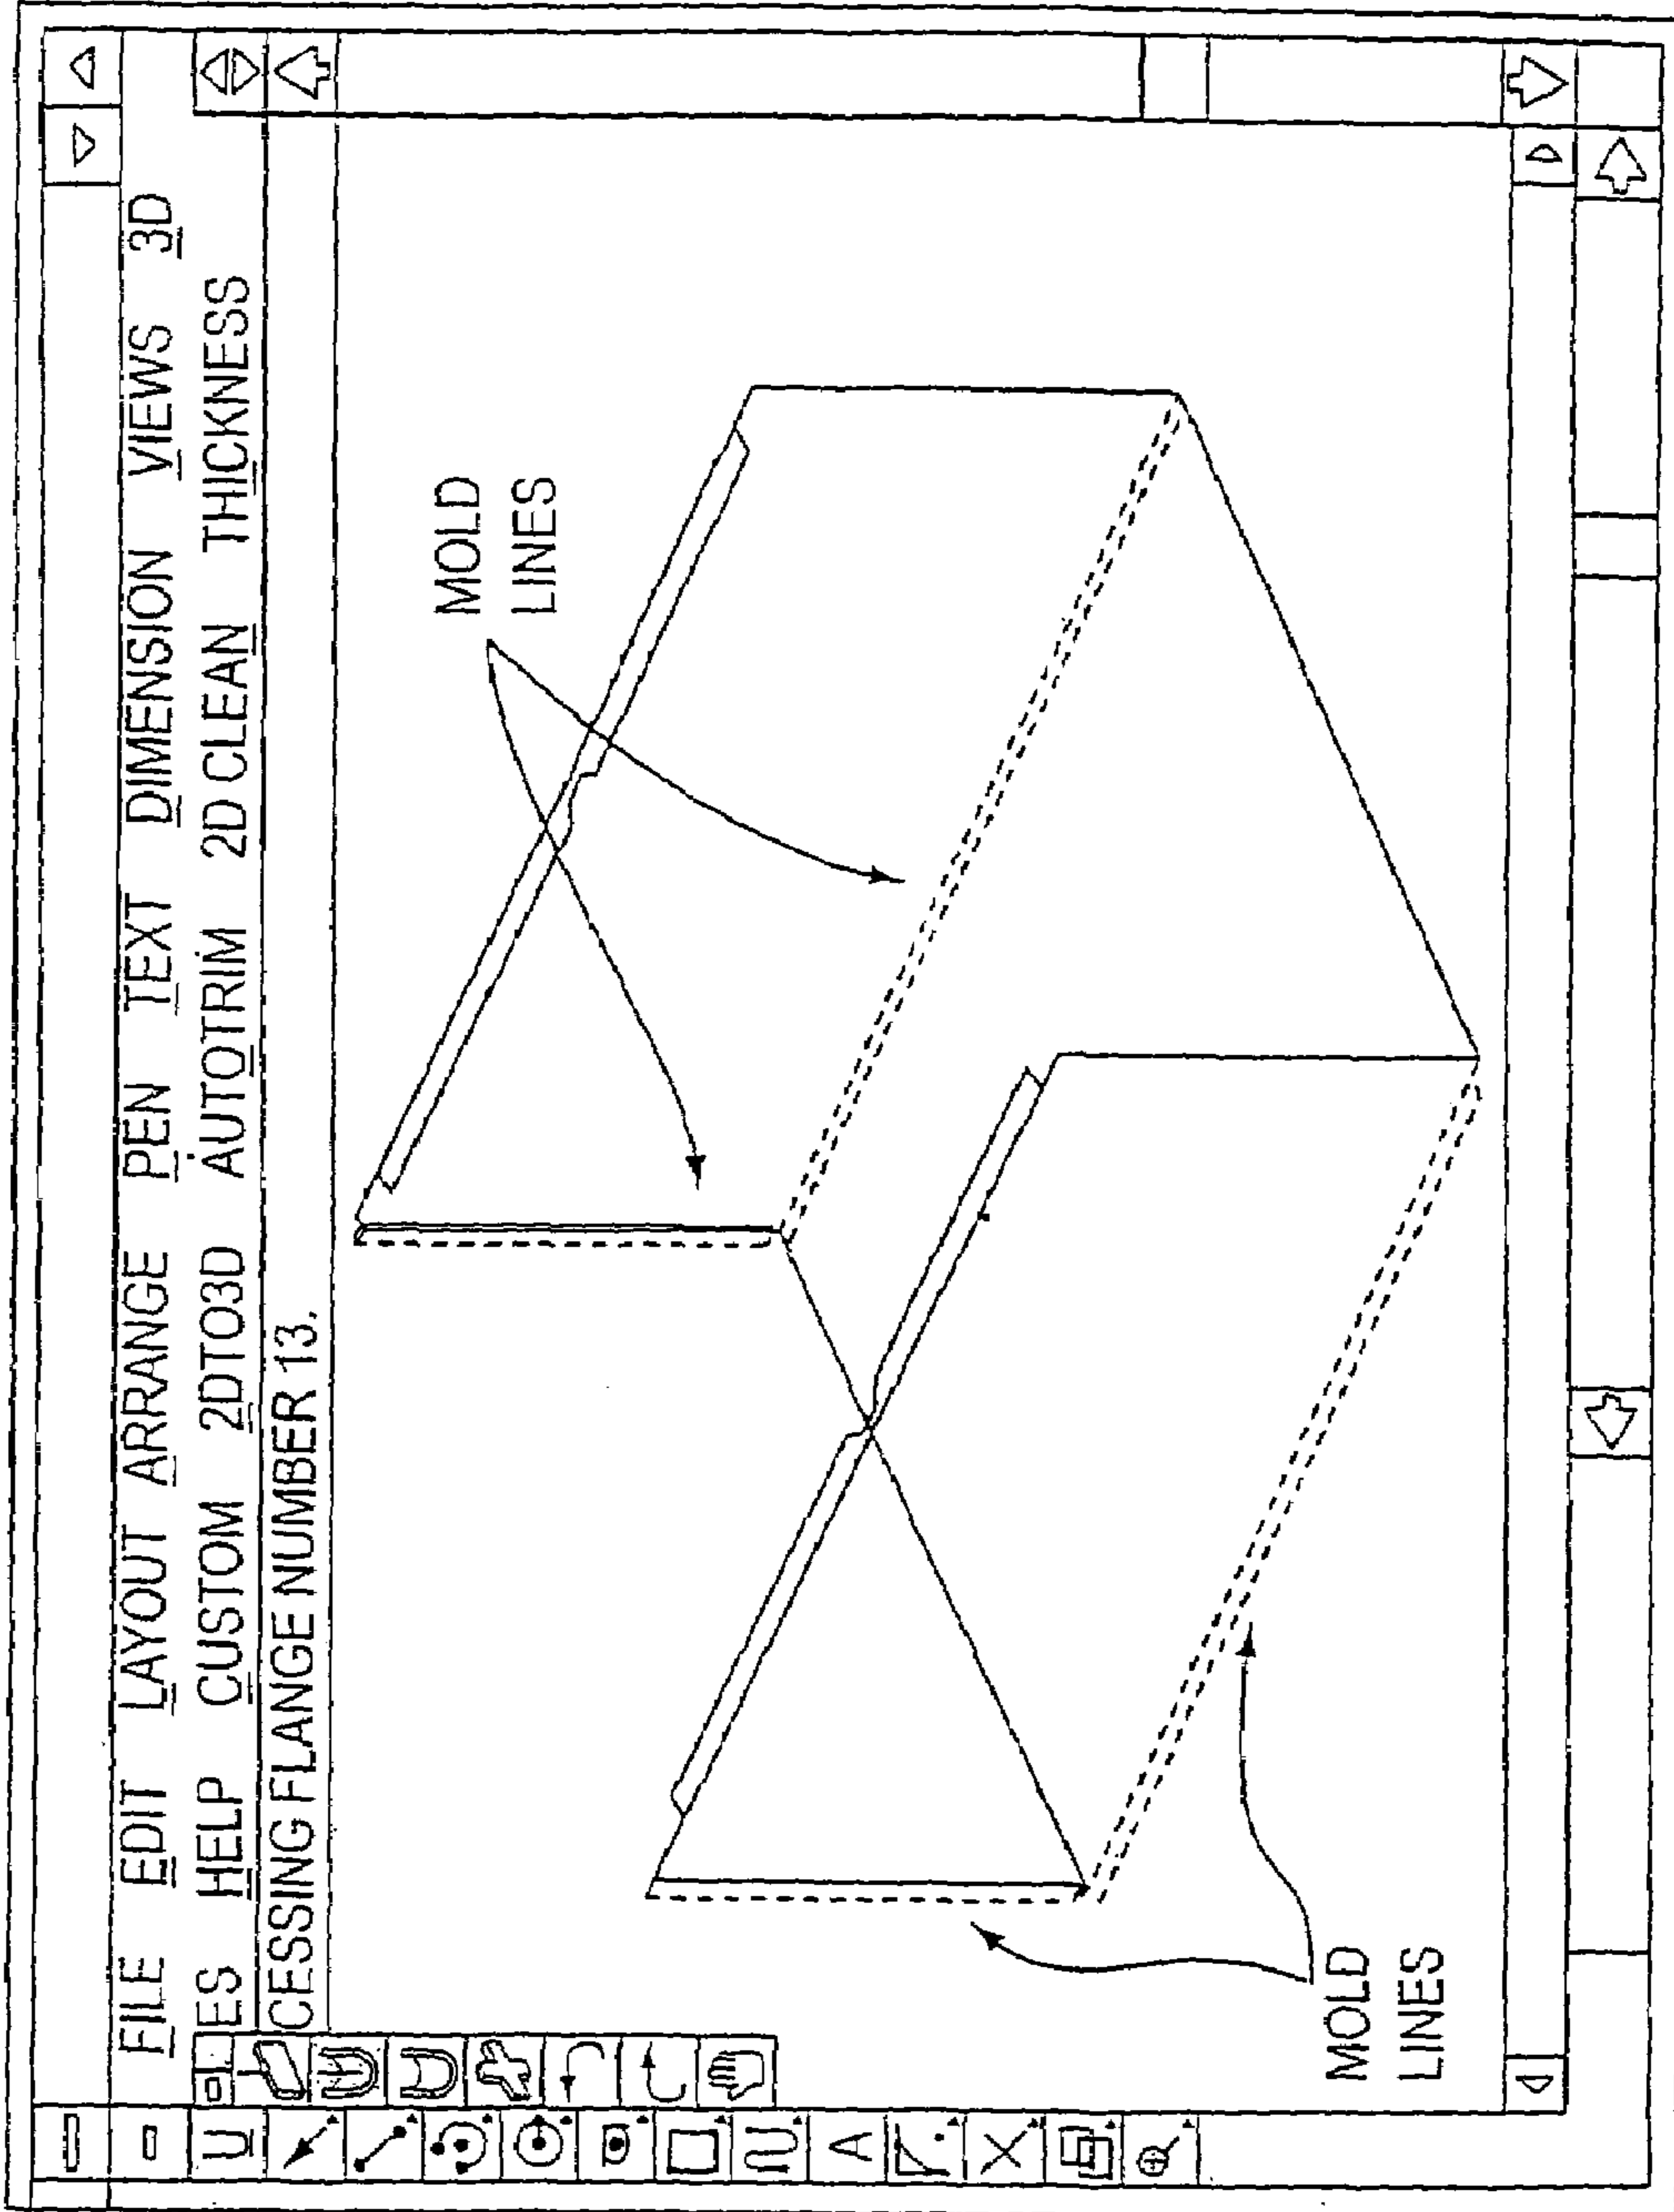 FILE EDIT LAYOUT ARRANGE PEN TEXT DIMENSION VIEWS 3D
ES HELP CUSTOM 2DTO3D AUTOTRIM 2D CLEAN THICKNESS
CESSING FLANGE NUMBER 13.
U
A
MOLD
LINES
MOLD
LINES